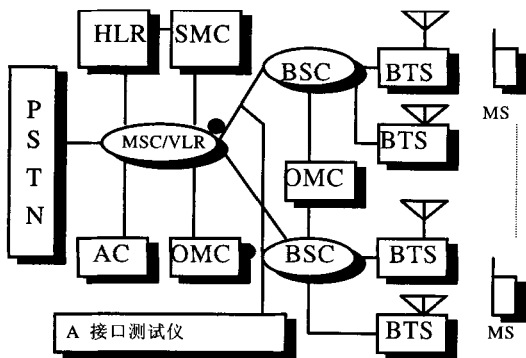 HLR
SMC
BSC
BTS
MS
P
S
T
N
MSC/VLR
BTS
OMC
AC
OMC
BSC
BTS
A 接口测试仪
BTS
MS